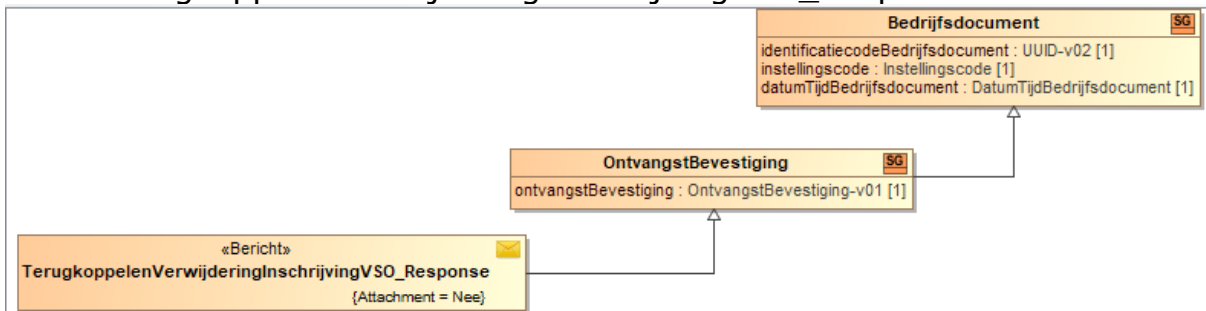 Bedrijfsdocument
SG
identificatiecodeBedrijfsdocument : UUID-v02 [1]
instellingscode : Instellingscode [1]
datumTijdBedrijfsdocument : DatumTijdBedrijfsdocument [1]
OntvangstBevestiging
SG
ontvangstBevestiging : OntvangstBevestiging-v01 [1]
«Bericht»
TerugkoppelenVerwijderingInschrijvingVSO_Response
{Attachment = Nee}